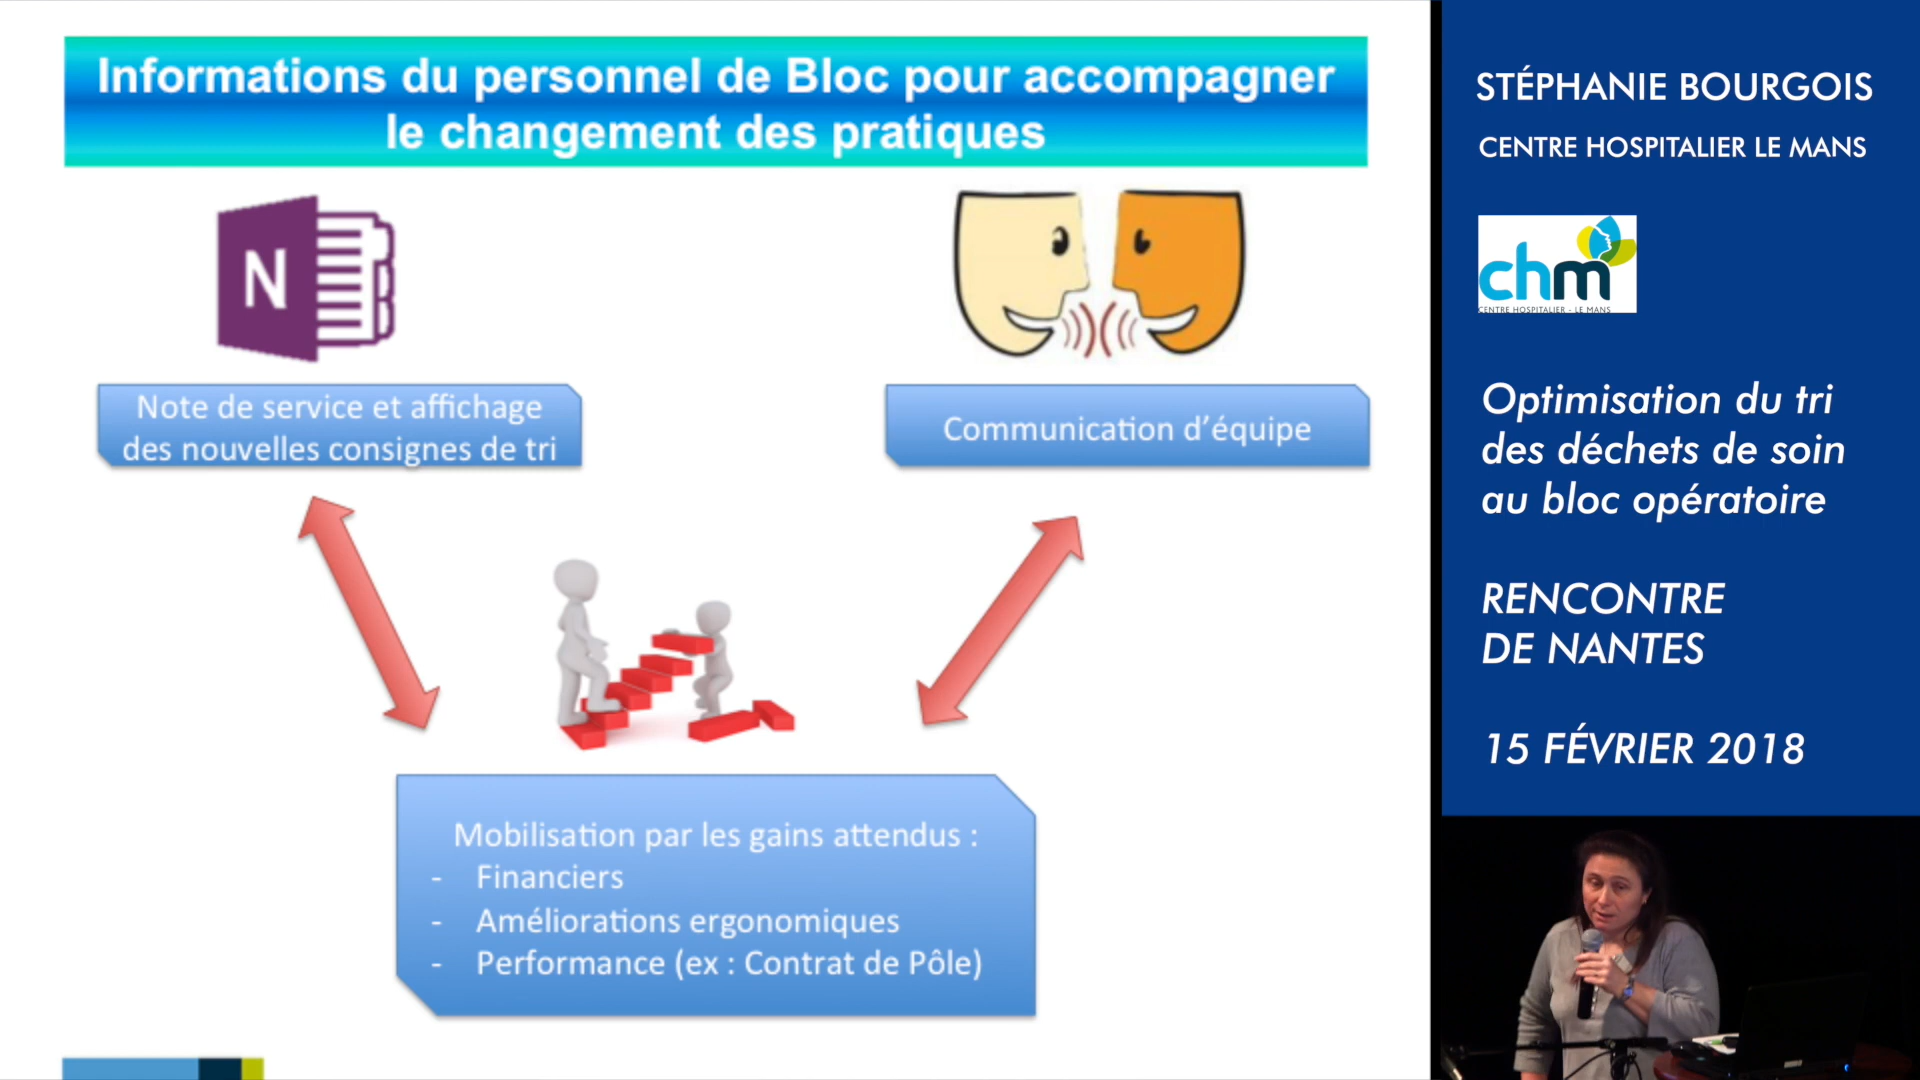 Informations du personnel de Bloc pour accompagner
le changement des pratiques
N
Note de service et affichage
des nouvelles consignes de tri
Communication d'équipe
Mobilisation par les gains attendus :
- Financiers
- Améliorations ergonomiques
- Performance (ex : Contrat de Pôle)
STÉPHANIE BOURGOIS
CENTRE HOSPITALIER LE MANS
chm
CENTRE HOSPITALIER - LE MANS
Optimisation du tri
des déchets de soin
au bloc opératoire
RENCONTRE
DE NANTES
15 FÉVRIER 2018